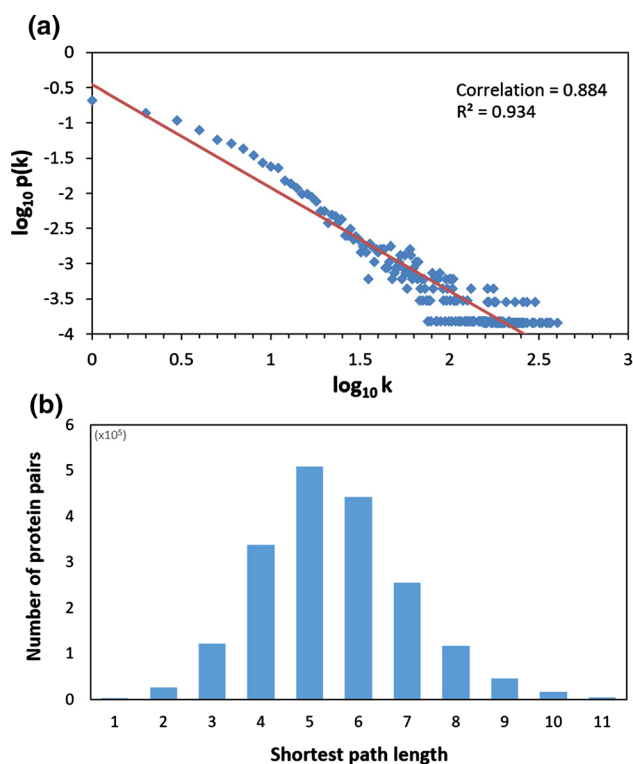 (a)
0
-0.5
-1
-1.5
-2
-2.5
-3
-3.5
-4
log₁₀ p(k)
Correlation = 0.884
R² = 0.934
0 0.5 1 1.5 2 2.5 3
log₁₀ k
(b)
(x10⁵)
6
5
4
3
2
1
0
Number of protein pairs
1 2 3 4 5 6 7 8 9 10 11
Shortest path length